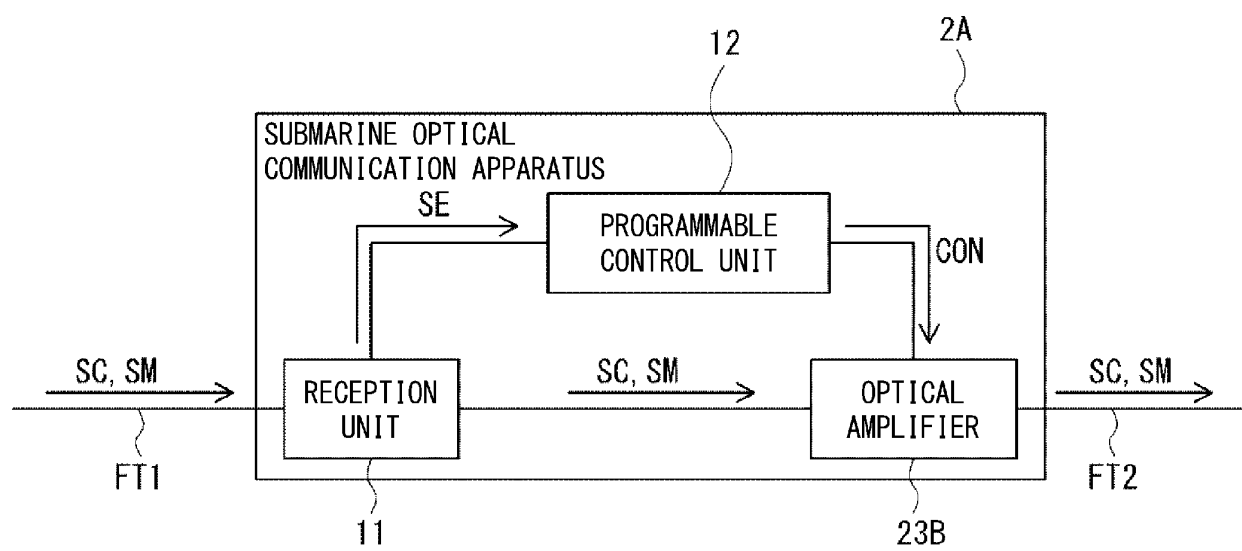 12
2A
SUBMARINE OPTICAL
COMMUNICATION APPARATUS
SE
PROGRAMMABLE
CONTROL UNIT
CON
SC, SM
SC, SM
SC, SM
RECEPTION
UNIT
OPTICAL
AMPLIFIER
FT1
FT2
11
23B